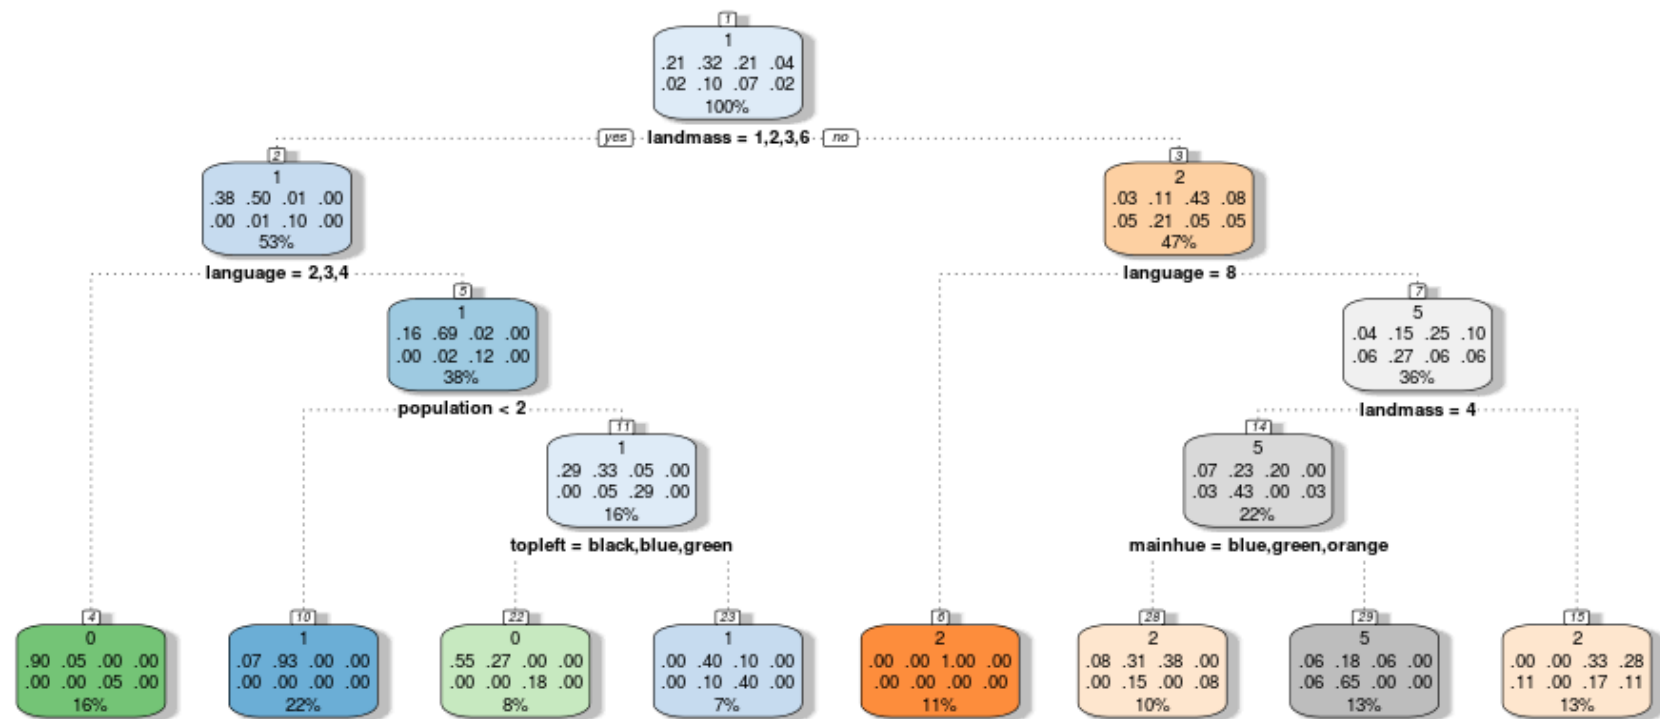 1
1
.21 .32 .21 .04
.02 .10 .07 .02
100%
yes landmass = 1,2,3,6 no
2
1
.38 .50 .01 .00
.00 .01 .10 .00
53%
language = 2,3,4
3
2
.03 .11 .43 .08
.05 .21 .05 .05
47%
language = 8
5
1
.16 .69 .02 .00
.00 .02 .12 .00
38%
population < 2
7
5
.04 .15 .25 .10
.06 .27 .06 .06
36%
landmass = 4
11
1
.29 .33 .05 .00
.00 .05 .29 .00
16%
topleft = black,blue,green
14
5
.07 .23 .20 .00
.03 .43 .00 .03
22%
mainhue = blue,green,orange
4
0
.90 .05 .00 .00
.00 .00 .05 .00
16%
10
1
.07 .93 .00 .00
.00 .00 .00 .00
22%
22
0
.55 .27 .00 .00
.00 .00 .18 .00
8%
23
1
.00 .40 .10 .00
.00 .10 .40 .00
7%
6
2
.00 .00 1.00 .00
.00 .00 .00 .00
11%
28
2
.08 .31 .38 .00
.00 .15 .00 .08
10%
29
5
.06 .18 .06 .00
.06 .65 .00 .00
13%
15
2
.00 .00 .33 .28
.11 .00 .17 .11
13%